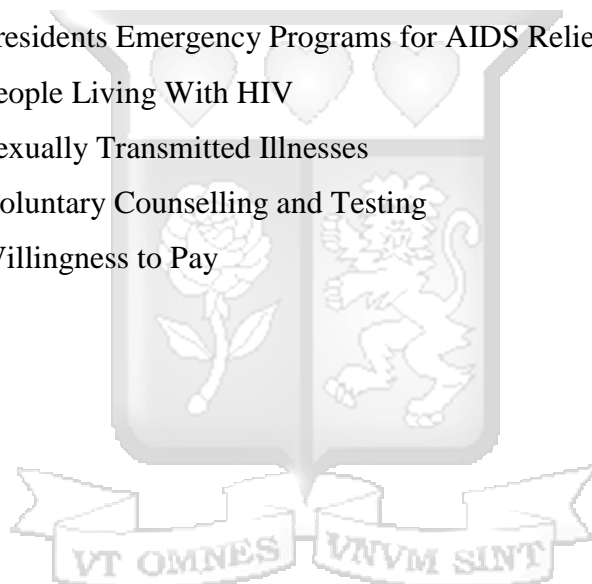 residents Emergency Programs for AIDS Relie
eople Living With HIV
exually Transmitted Illnesses
oluntary Counselling and Testing
illingness to Pay
VT OMNES VNVM SINT